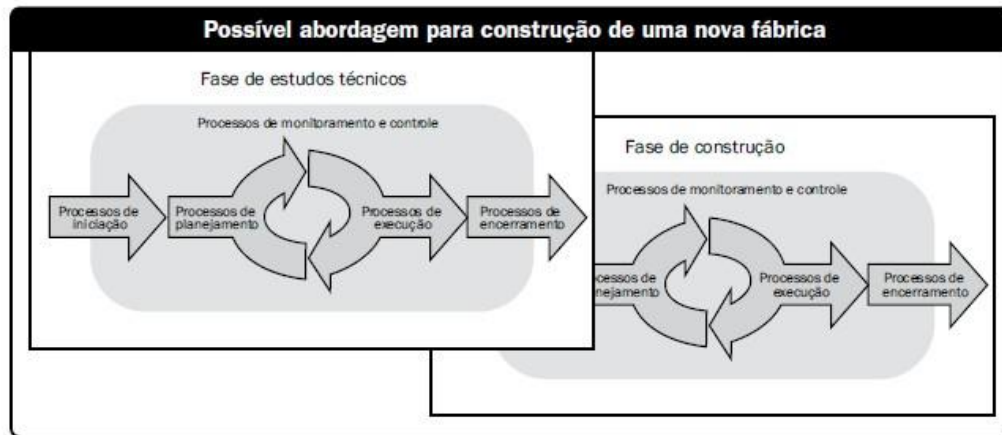 Possível abordagem para construção de uma nova fábrica
Fase de estudos técnicos
Processos de monitoramento e controle
Processos de
iniciação
Processos de
planejamento
Processos de
execução
Processos de
encerramento
Fase de construção
Processos de monitoramento e controle
de
Processos de
execução
Processos de
encerramento